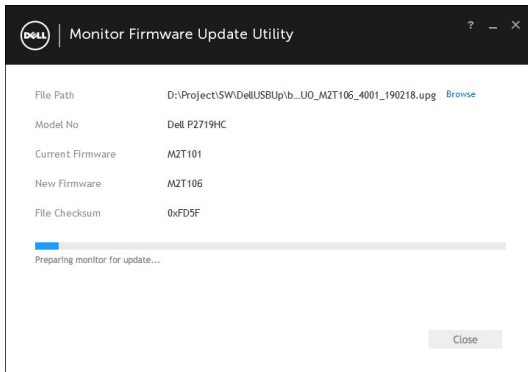 DELL Monitor Firmware Update Utility ? _ X
File Path D:\Project\SW\DellUSBUp\b...UO_M2T106_4001_190218.upg Browse
Model No Dell P2719HC
Current Firmware M2T101
New Firmware M2T106
File Checksum 0xFD5F
Preparing monitor for update...
Close